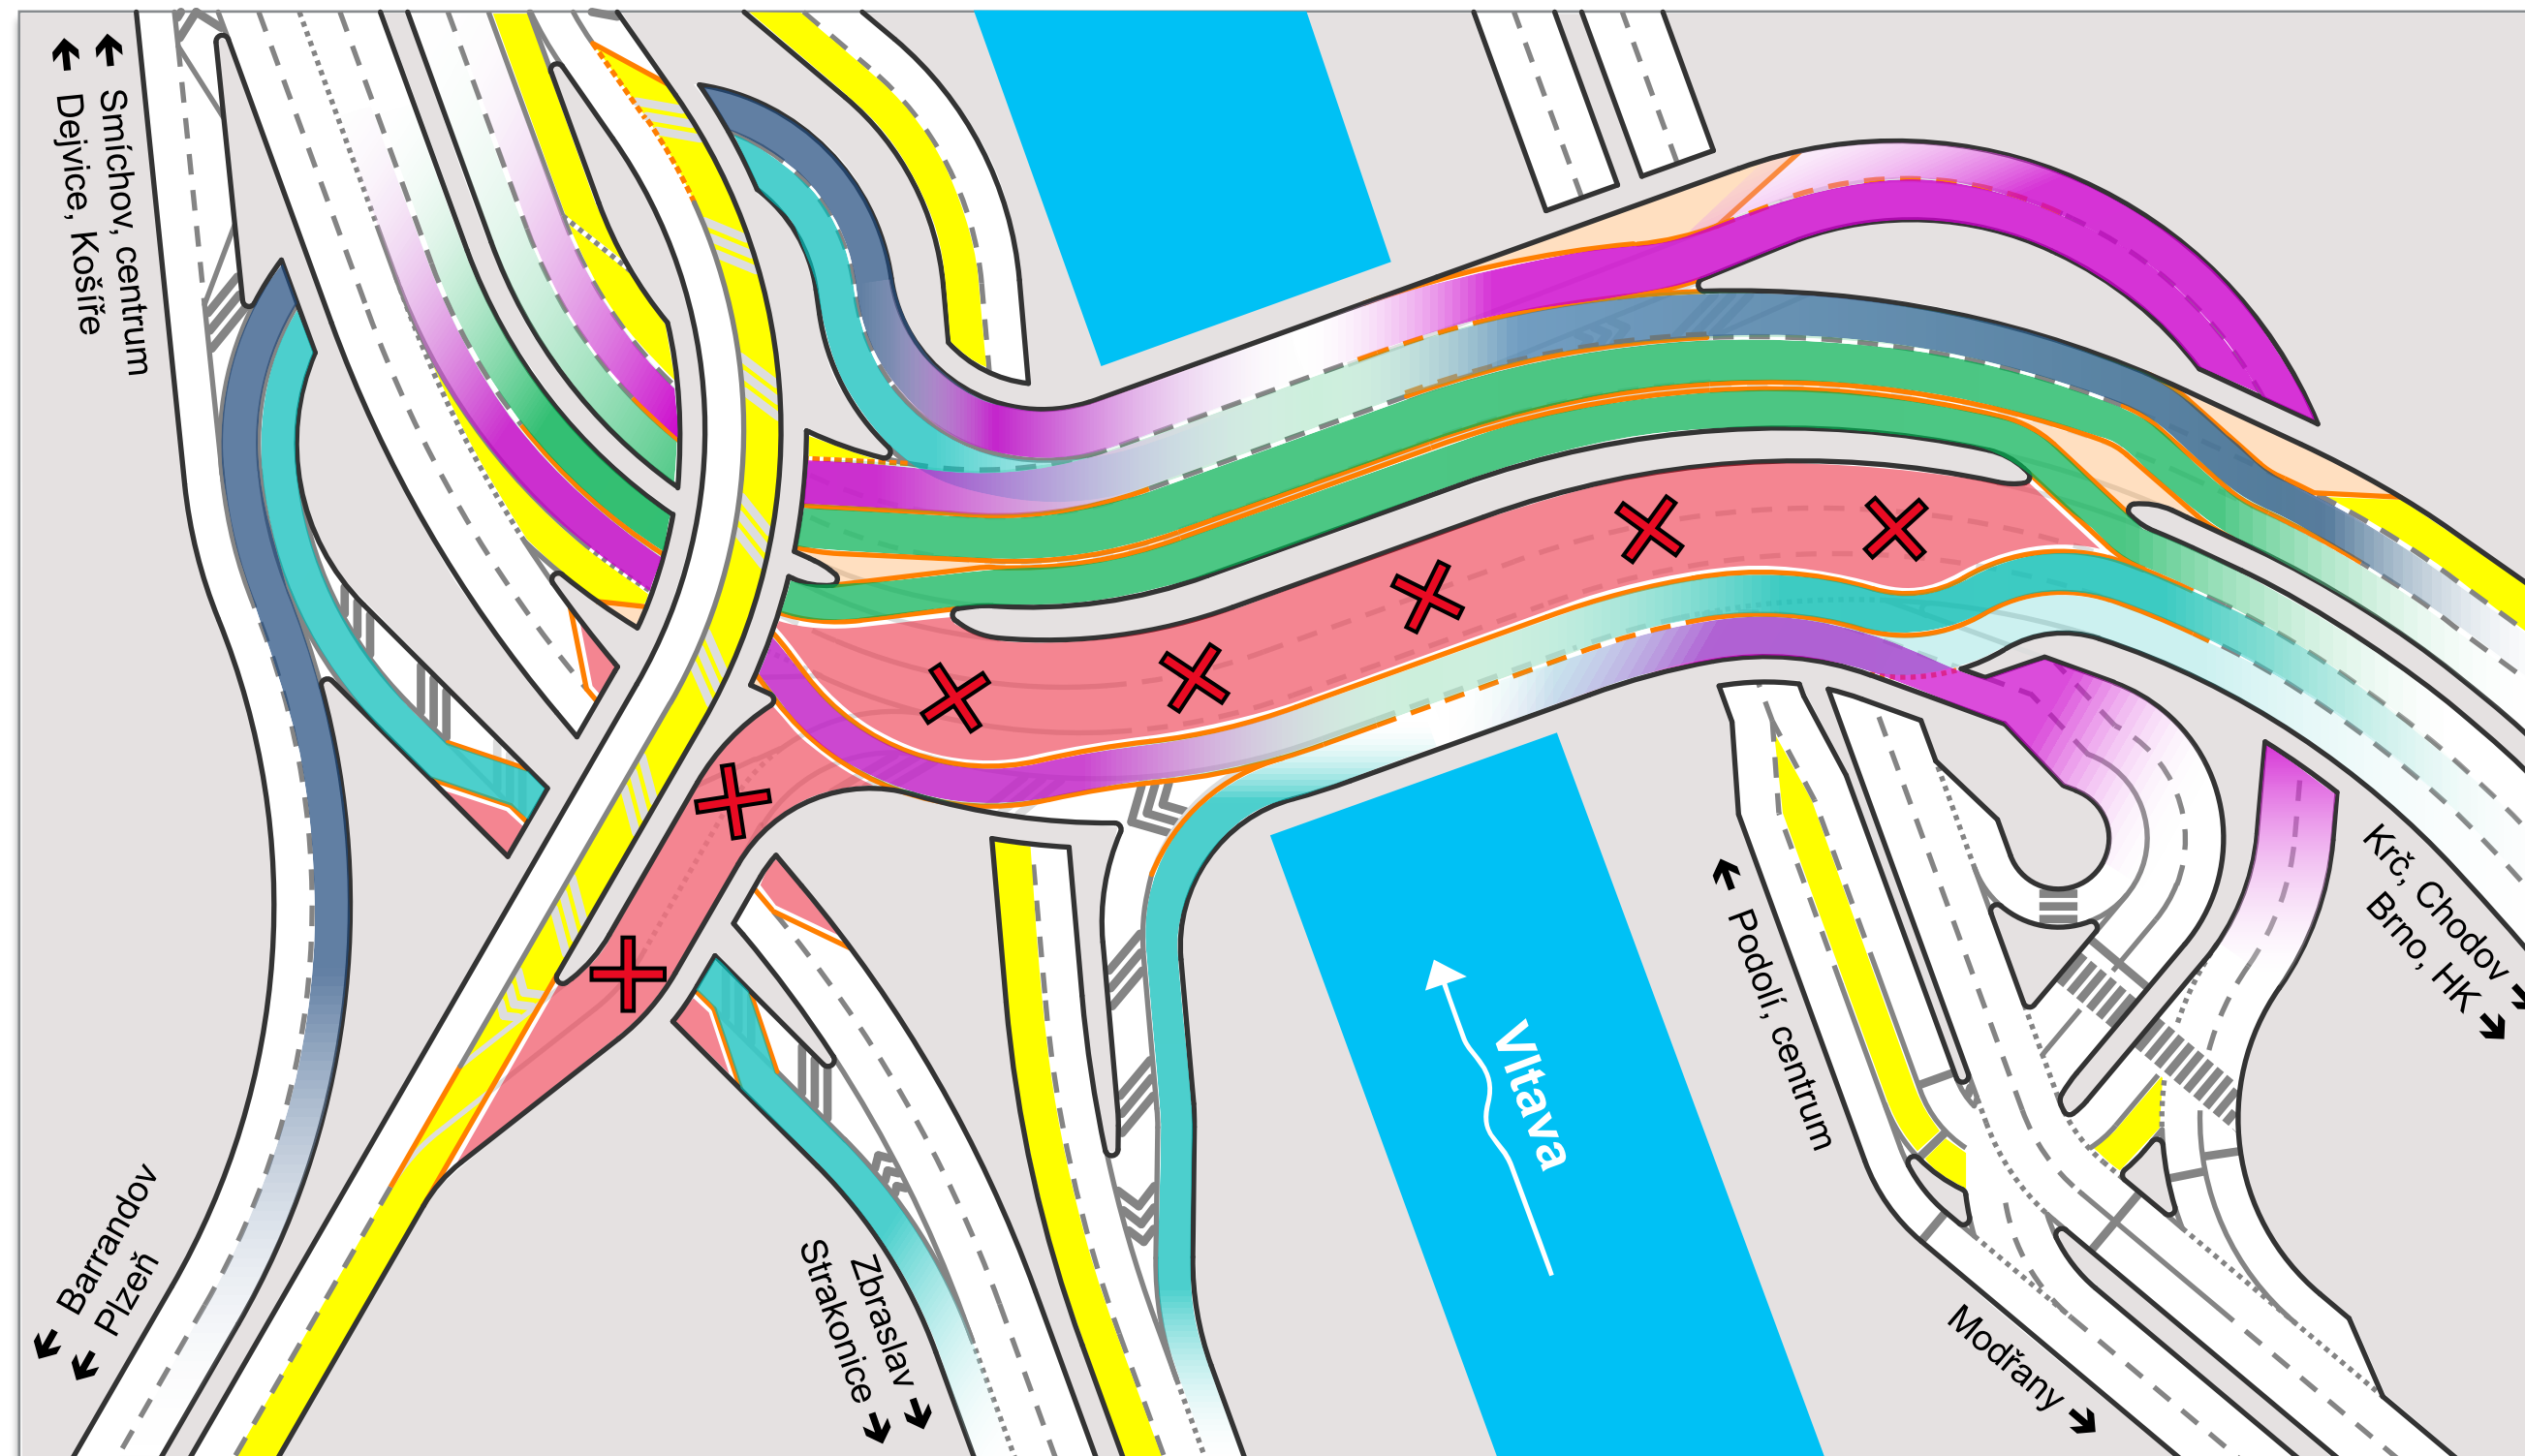 Smíchov, centrum
Dejvice, Košíře
Krč, Chodov
Brno, HK
Podolí, centrum
Vltava
Barrandov
Plzeň
Zbraslav
Strakonice
Modřany